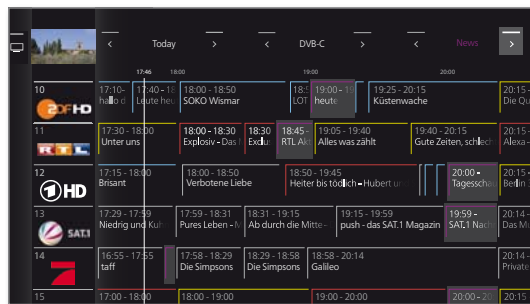 Today DVB-C News
17:46 18:00 19:00 20:00
10 17:10- 17:40 - 18 18:00 - 18:50 19:00 - 19:25 - 20:15 20:15 -
ZDF HD hallo d Leute heu SOKO Wismar LOT heute Küstenwache Die Qu
11 17:30 - 18:00 18:00 - 18:30 18:30 18:45 - 19:05 - 19:40 19:40 - 20:15 20:15 -
RTL Unter uns Explosiv - Das Exclus RTL Ak Alles was zählt Gute Zeiten, schlech Alexa -
12 17:15 - 18:00 18:00 - 18:50 18:50 - 19:45 20:00 - 20:15 -
HD Brisant Verbotene Liebe Heiter bis tödlich - Hubert un Tagesschau Berlin
13 17:29 - 17:59 17:59 - 18:31 18:31 - 19:15 19:15 - 19:59 19:59 - 20:14 -
SAT.1 Niedrig und Kuh Pures Leben - M Ab durch die Mitte - push - das SAT.1 Magazin SAT.1 Nach Das M
14 16:55 - 17:55 17:58 - 18:29 18:29 - 18:58 18:58 - 20:14 20:14 -
taff Die Simpsons Die Simpsons Galileo Private
15 17:00 - 18:00 18:00 - 19:00 19:00 - 20:00 20:00 - 20 20:15